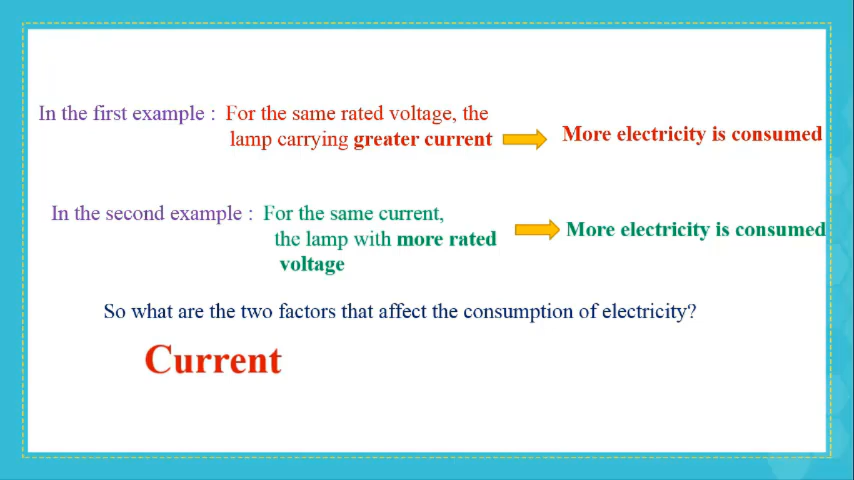 In the first example : For the same rated voltage, the
lamp carrying greater current
More electricity is consumed
In the second example : For the same current,
the lamp with more rated
voltage
More electricity is consumed
So what are the two factors that affect the consumption of electricity?
Current